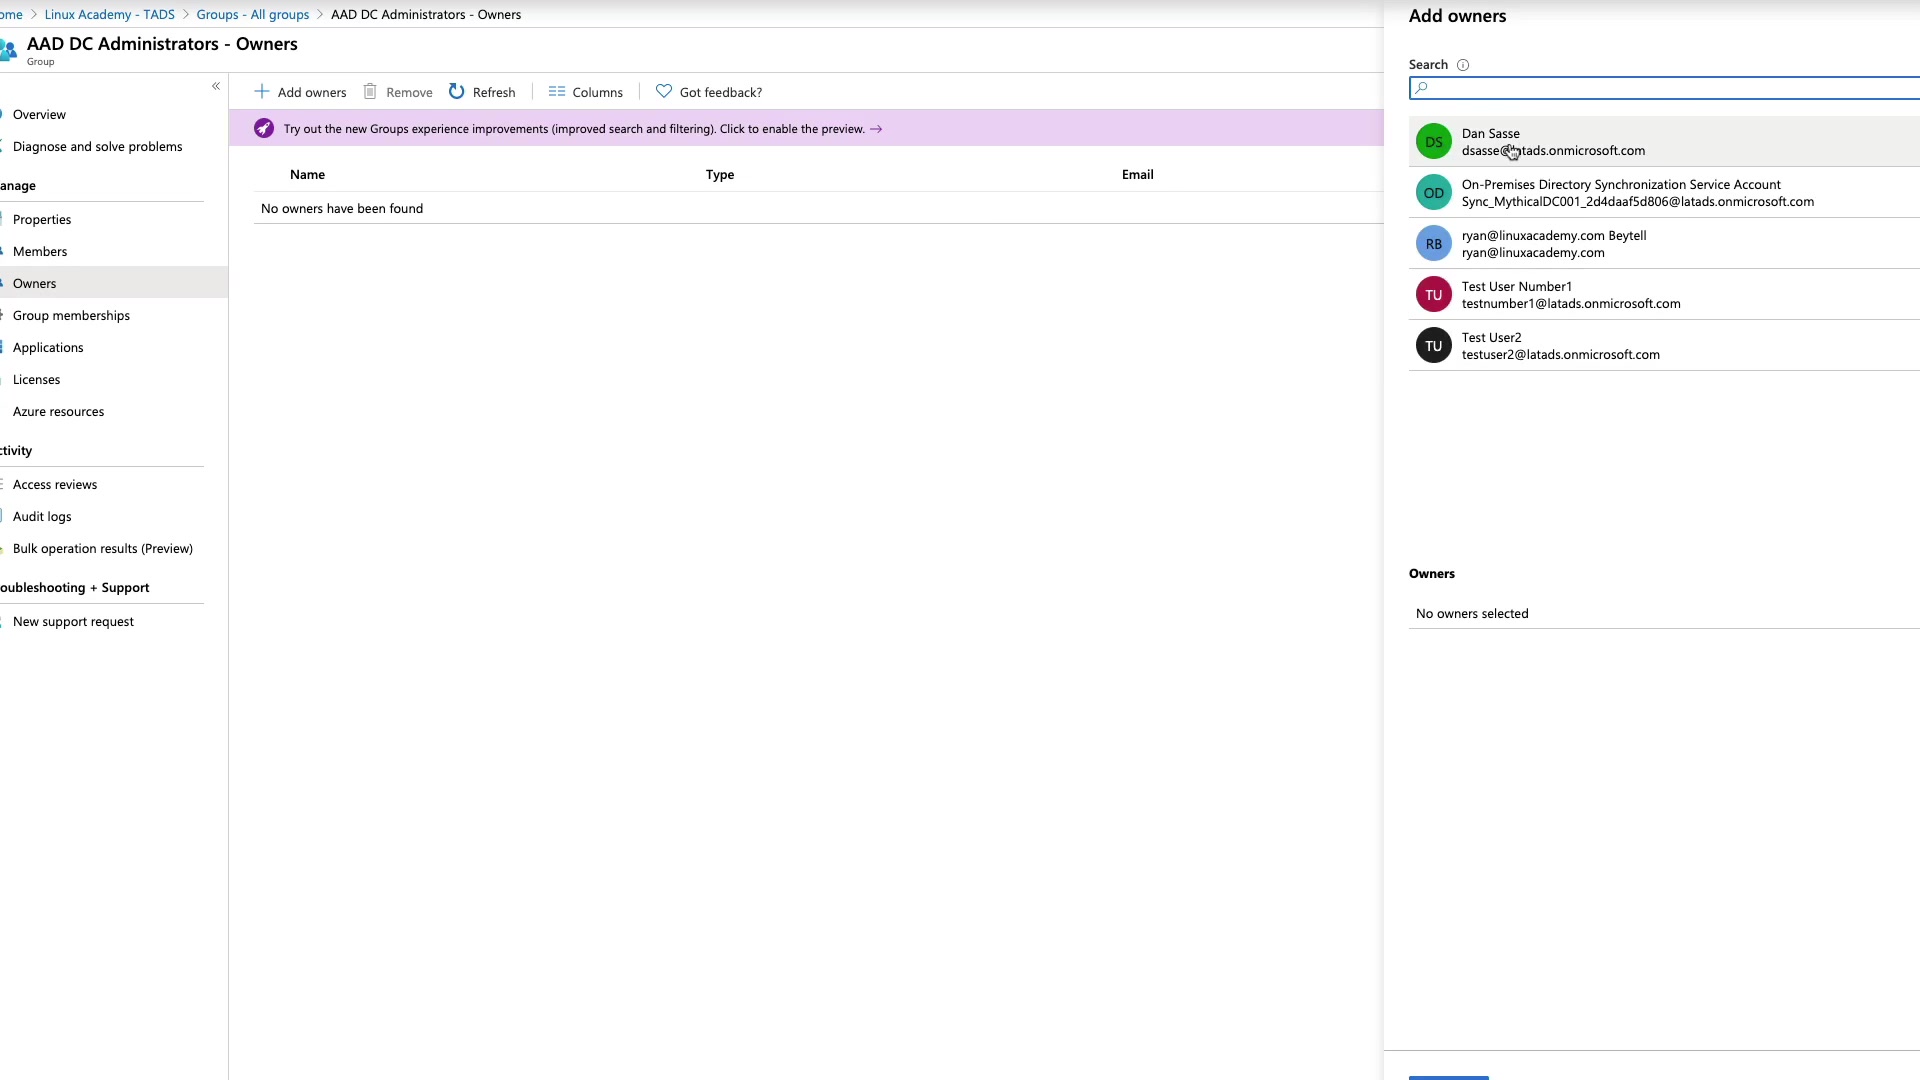 ome > Linux Academy - TADS > Groups - All groups > AAD DC Administrators - Owners
AAD DC Administrators - Owners
Group
«
Overview
Diagnose and solve problems
anage
Properties
Members
Owners
Group memberships
Applications
Licenses
Azure resources
ctivity
Access reviews
Audit logs
Bulk operation results (Preview)
oubleshooting + Support
New support request
Add owners Remove Refresh Columns Got feedback?
Try out the new Groups experience improvements (improved search and filtering). Click to enable the preview. →
Name Type Email
No owners have been found
Add owners
Search
DS
Dan Sasse
dsasse@latads.onmicrosoft.com
OD
On-Premises Directory Synchronization Service Account
Sync_MythicalDC001_2d4daaf5d806@latads.onmicrosoft.com
RB
ryan@linuxacademy.com Beytell
ryan@linuxacademy.com
TU
Test User Number1
testnumber1@latads.onmicrosoft.com
TU
Test User2
testuser2@latads.onmicrosoft.com
Owners
No owners selected